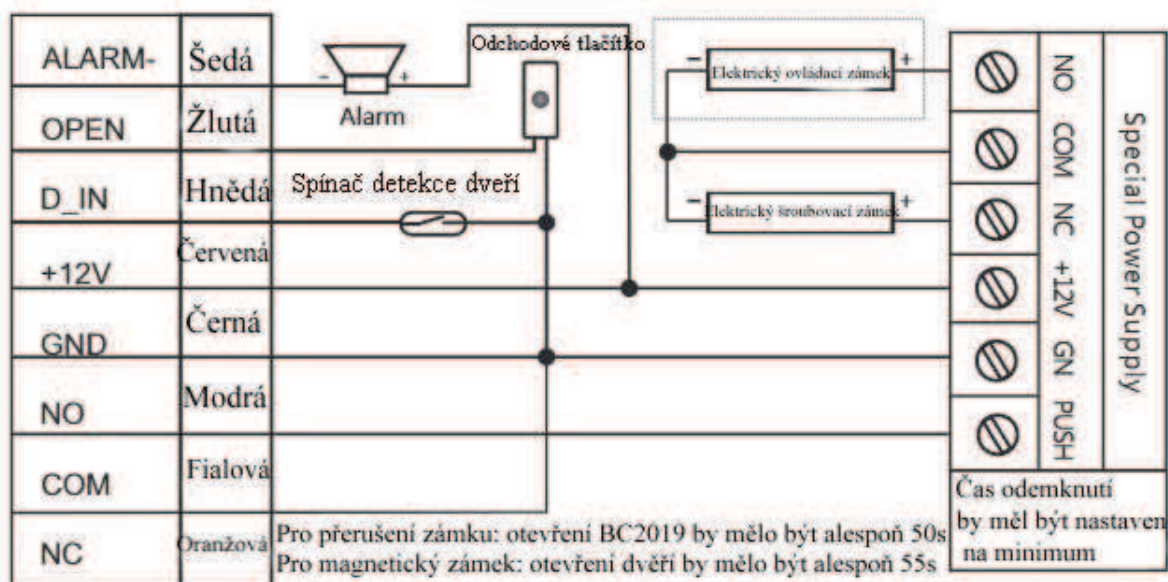 ALARM- Šedá
OPEN Žlutá
D_IN Hnědá
+12V Červená
GND Černá
NO Modrá
COM Fialová
NC Oranžová
- +
Alarm
Odchodové tlačítko
Spínač detekce dveří
- Elektrický ovládací zámek +
- Elektrický šroubovací zámek +
NO
COM
NC
+12V
GN
PUSH
Special Power Supply
Čas odemknutí
by měl být nastaven
na minimum
Pro přerušení zámku: otevření BC2019 by mělo být alespoň 50s
Pro magnetický zámek: otevření dvěří by mělo být alespoň 55s